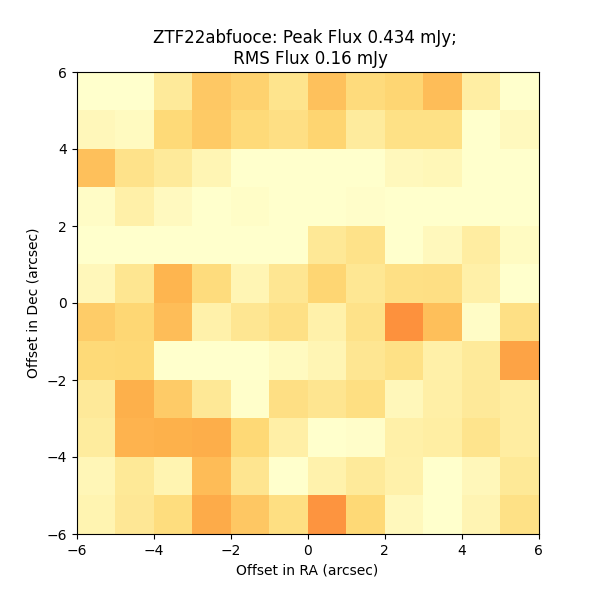 ZTF22abfuoce: Peak Flux 0.434 mJy;
RMS Flux 0.16 mJy
6
4
2
0
−2
−4
−6
Offset in Dec (arcsec)
−6 −4 −2 0 2 4 6
Offset in RA (arcsec)